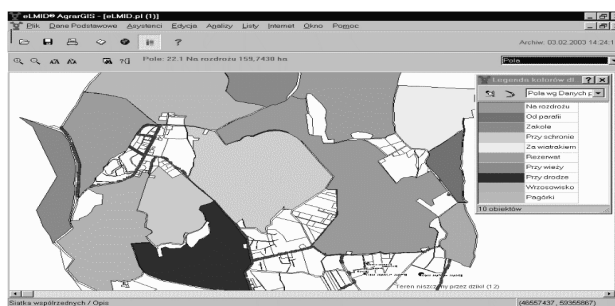 eLMID® AgrarGIS - [eLMID.pl (1)]
Plik Dane Podstawowe Asystenci Edycja Analizy Listy Internet Okno Pomoc
Archiw. 03.02.2003 14:24:1
Pole: 22.1 Na rozdrożu 159,7438 ha
Pola
Legenda kolorów dl
Pola wg Danych p
Na rozdrożu
Od parafii
Zakole
Przy schronie
Za wiatrakiem
Rezerwat
Przy wieży
Przy drodze
Wrzosowisko
Pagórki
10 obiektów
Teren niszczony przez dziki (1.2)
Siatka współrzędnych / Opis
(46557437, 59355867)